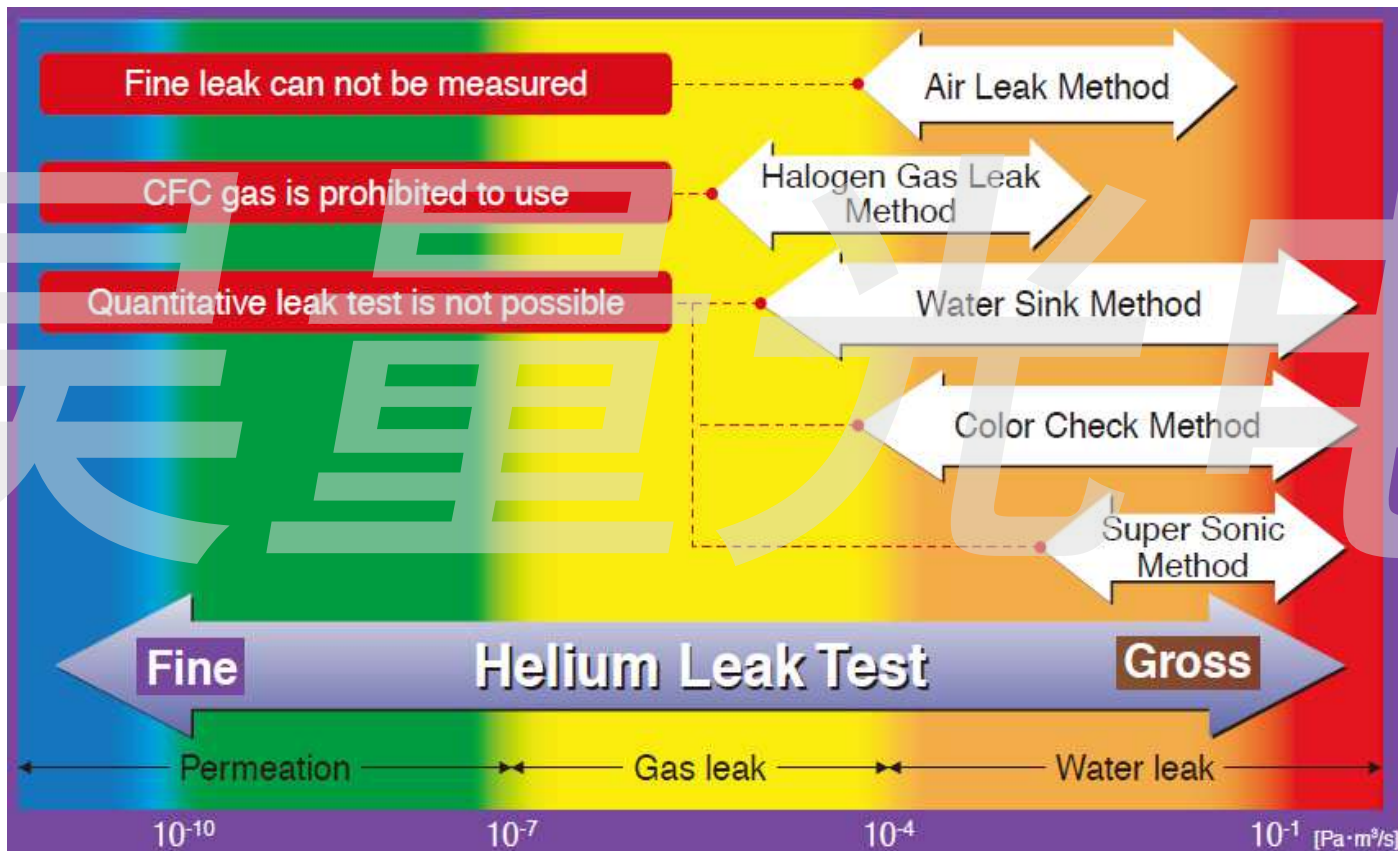 Fine leak can not be measured
Air Leak Method
CFC gas is prohibited to use
Halogen Gas Leak
Method
Quantitative leak test is not possible
Water Sink Method
Color Check Method
Super Sonic
Method
Fine
Helium Leak Test
Gross
Permeation
Gas leak
Water leak
10⁻¹⁰
10⁻⁷
10⁻⁴
10⁻¹ [Pa·m³/s]
量光